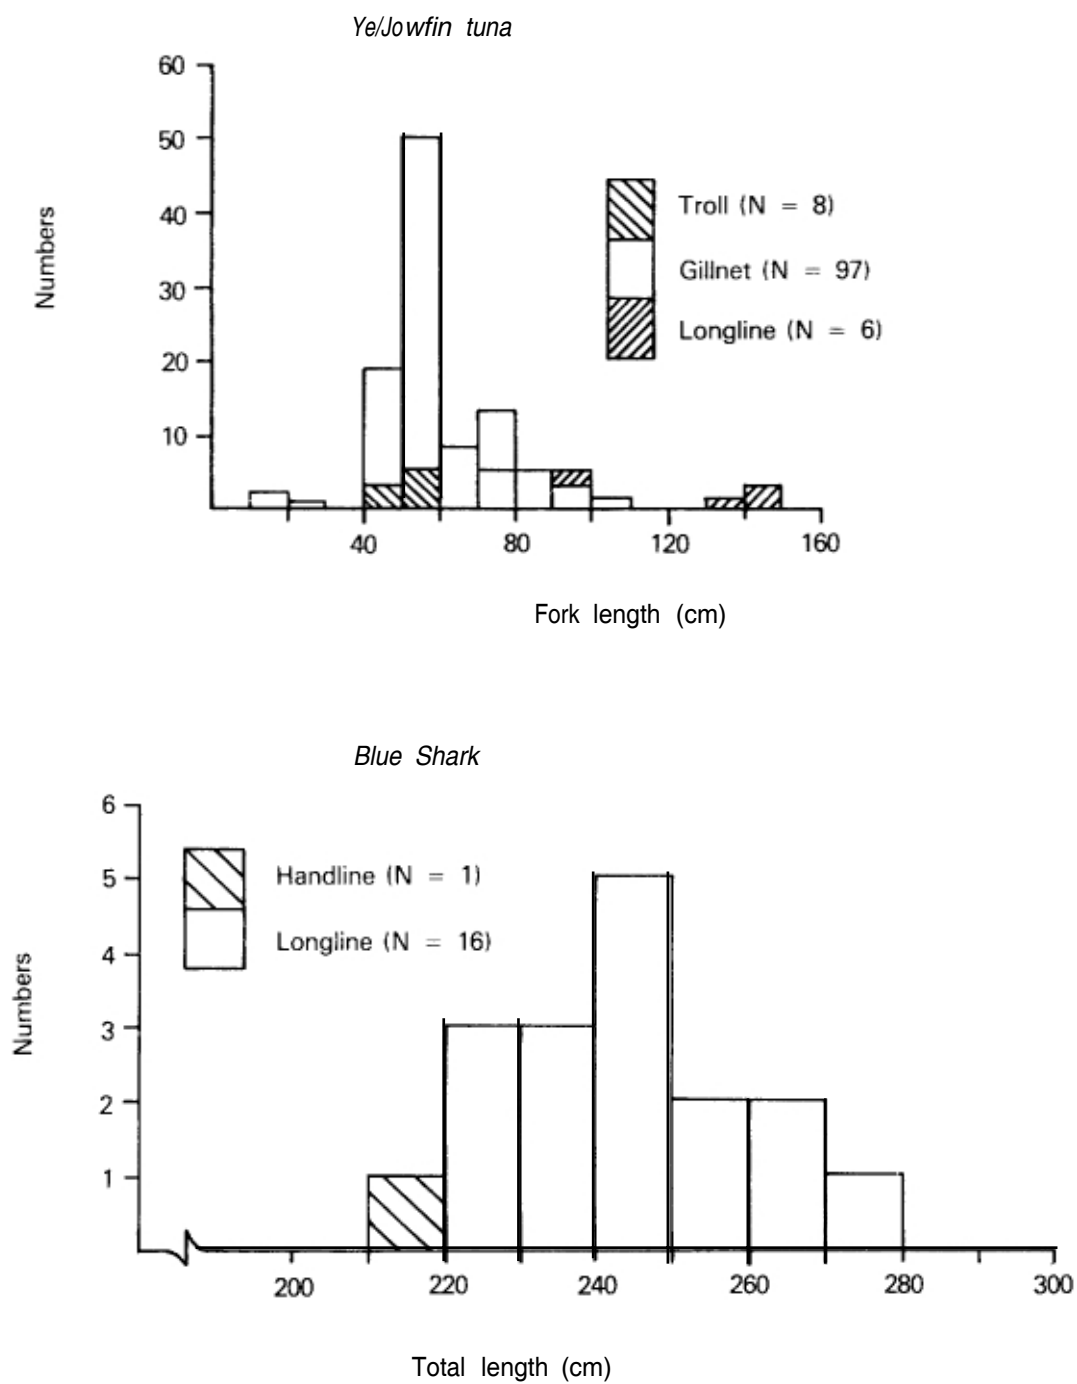 Ye/Jowfin tuna
60
50
40
30
20
10
Numbers
Troll (N = 8)
Gillnet (N = 97)
Longline (N = 6)
40 80 120 160
Fork length (cm)
Blue Shark
6
5
4
3
2
1
Numbers
Handline (N = 1)
Longline (N = 16)
200 220 240 260 280 300
Total length (cm)